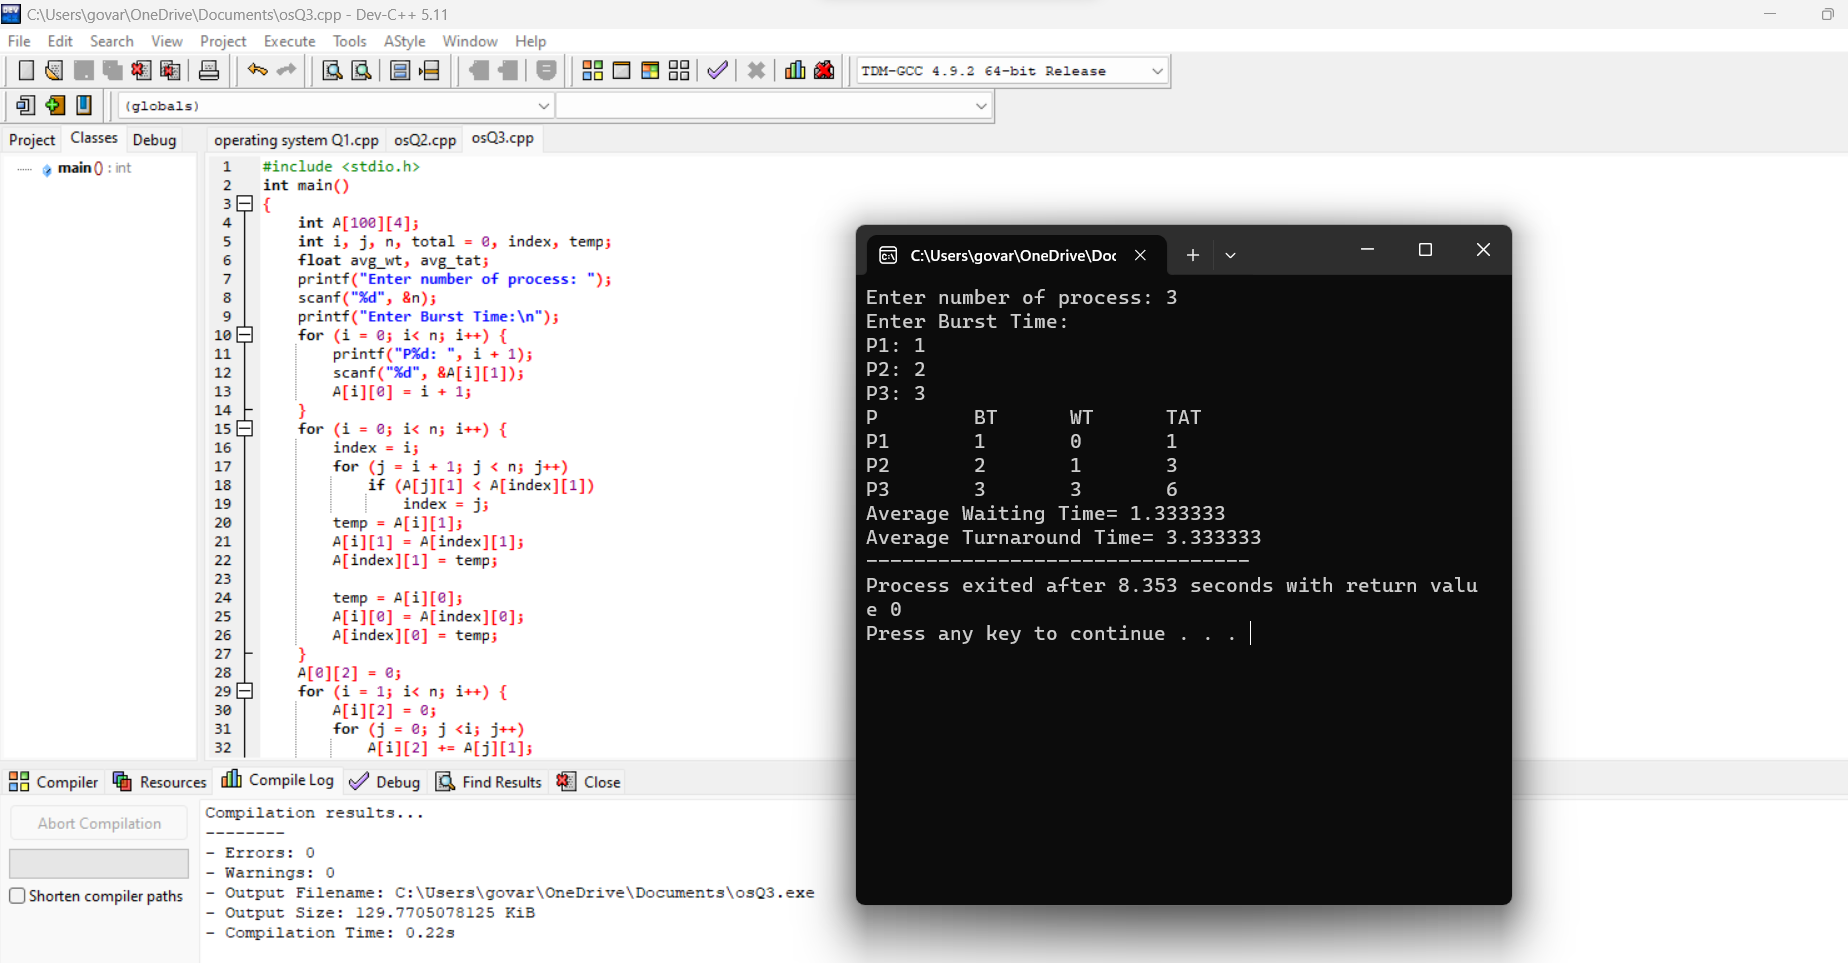 C:\Users\govar\OneDrive\Documents\osQ3.cpp - Dev-C++ 5.11
File Edit Search View Project Execute Tools AStyle Window Help
TDM-GCC 4.9.2 64-bit Release
(globals)
Project Classes Debug
operating system Q1.cpp osQ2.cpp osQ3.cpp
main() : int
1 #include <stdio.h>
2 int main()
3 {
4 int A[100][4];
5 int i, j, n, total = 0, index, temp;
6 float avg_wt, avg_tat;
7 printf("Enter number of process: ");
8 scanf("%d", &n);
9 printf("Enter Burst Time:\n");
10 for (i = 0; i< n; i++) {
11 printf("P%d: ", i + 1);
12 scanf("%d", &A[i][1]);
13 A[i][0] = i + 1;
14 }
15 for (i = 0; i< n; i++) {
16 index = i;
17 for (j = i + 1; j < n; j++)
18 if (A[j][1] < A[index][1])
19 index = j;
20 temp = A[i][1];
21 A[i][1] = A[index][1];
22 A[index][1] = temp;
23
24 temp = A[i][0];
25 A[i][0] = A[index][0];
26 A[index][0] = temp;
27 }
28 A[0][2] = 0;
29 for (i = 1; i< n; i++) {
30 A[i][2] = 0;
31 for (j = 0; j <i; j++)
32 A[i][2] += A[j][1];
C:\Users\govar\OneDrive\Doc
Enter number of process: 3
Enter Burst Time:
P1: 1
P2: 2
P3: 3
P BT WT TAT
P1 1 0 1
P2 2 1 3
P3 3 3 6
Average Waiting Time= 1.333333
Average Turnaround Time= 3.333333
--------------------------------
Process exited after 8.353 seconds with return valu
e 0
Press any key to continue . . .
Compiler Resources Compile Log Debug Find Results Close
Abort Compilation
Shorten compiler paths
Compilation results...
--------
- Errors: 0
- Warnings: 0
- Output Filename: C:\Users\govar\OneDrive\Documents\osQ3.exe
- Output Size: 129.7705078125 KiB
- Compilation Time: 0.22s